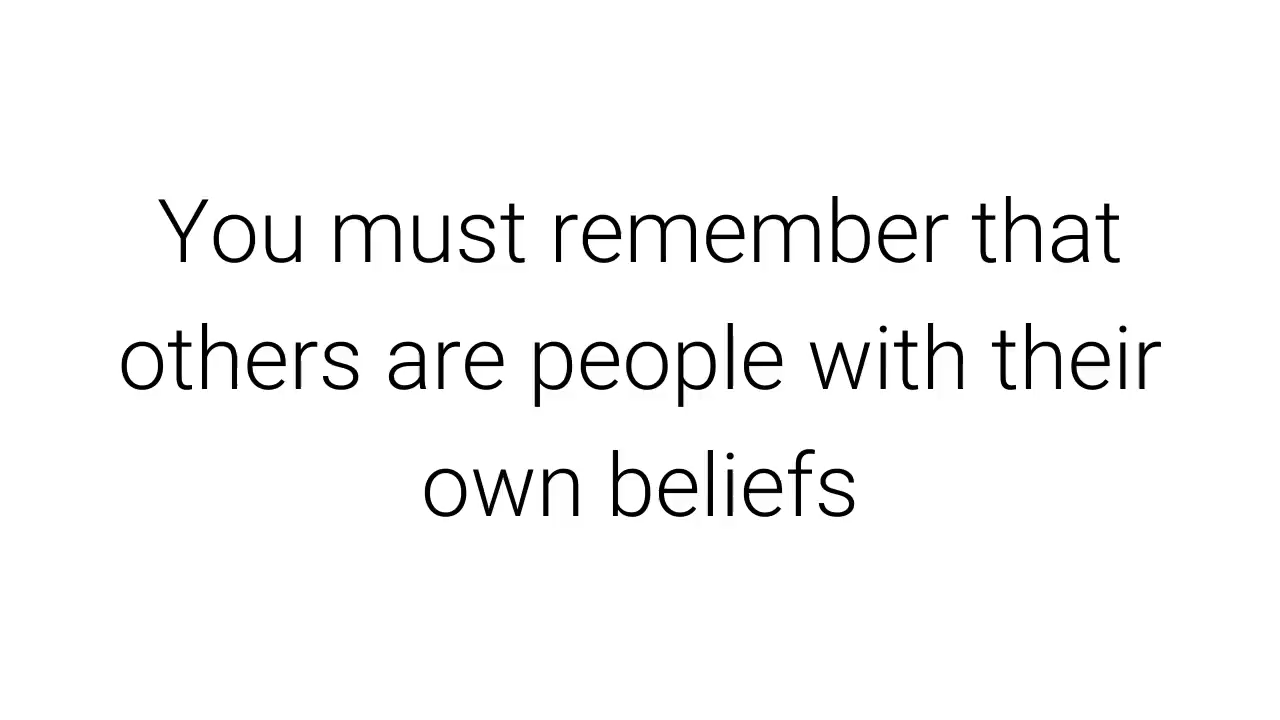 You must remember that
others are people with their
own beliefs